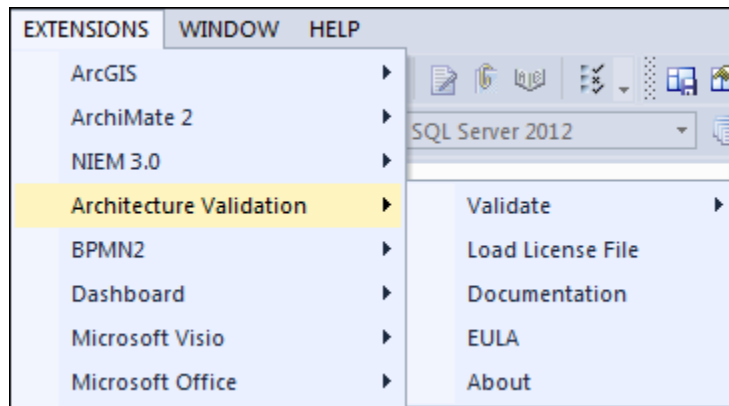 EXTENSIONS WINDOW HELP
ArcGIS
ArchiMate 2
SQL Server 2012
NIEM 3.0
Architecture Validation
Validate
BPMN2
Load License File
Dashboard
Documentation
Microsoft Visio
EULA
Microsoft Office
About